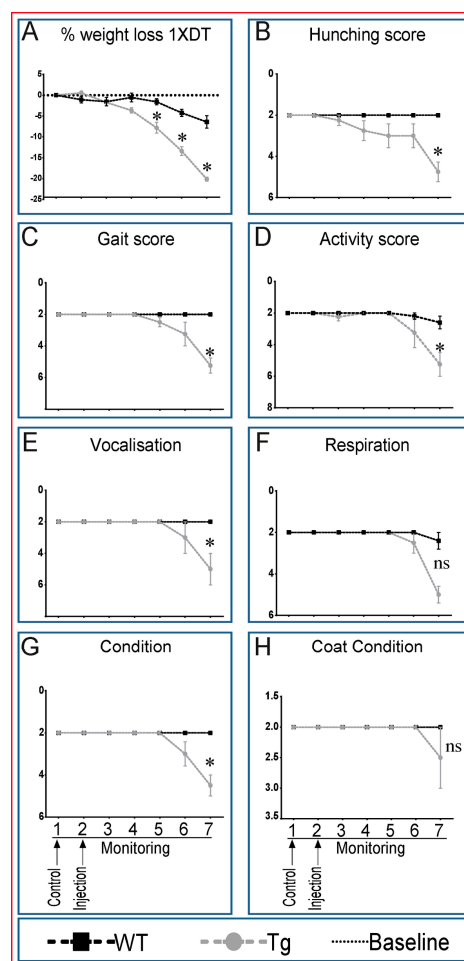 A % weight loss 1XDT
5
0
-5
-10
-15
-20
-25
* * *
B Hunching score
0
2
4
6
*
C Gait score
0
2
4
6
*
D Activity score
0
2
4
6
8
*
E Vocalisation
0
2
4
6
*
F Respiration
0
2
4
6
ns
G Condition
0
2
4
6
*
1 2 3 4 5 6 7
Monitoring
Control
Injection
H Coat Condition
1.5
2.0
2.5
3.0
3.5
ns
1 2 3 4 5 6 7
Monitoring
Control
Injection
WT Tg Baseline